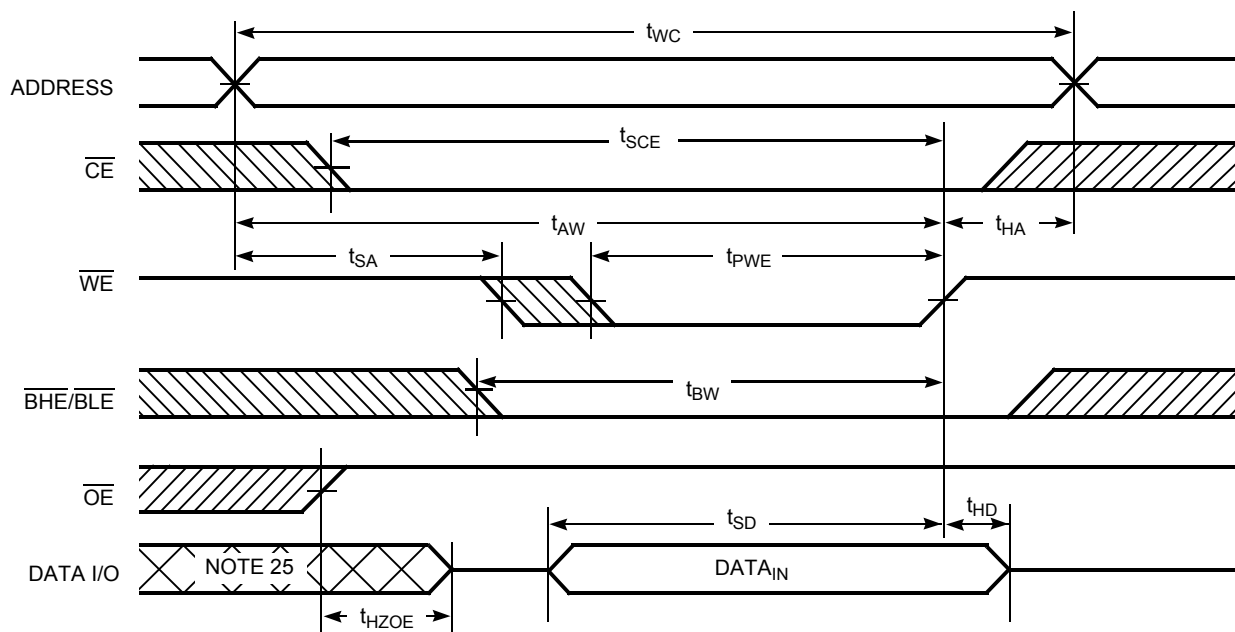 tWC
ADDRESS
tSCE
CE
tAW
tHA
tSA
tPWE
WE
tBW
BHE/BLE
OE
tSD
tHD
DATA I/O
NOTE 25
DATAIN
tHZOE